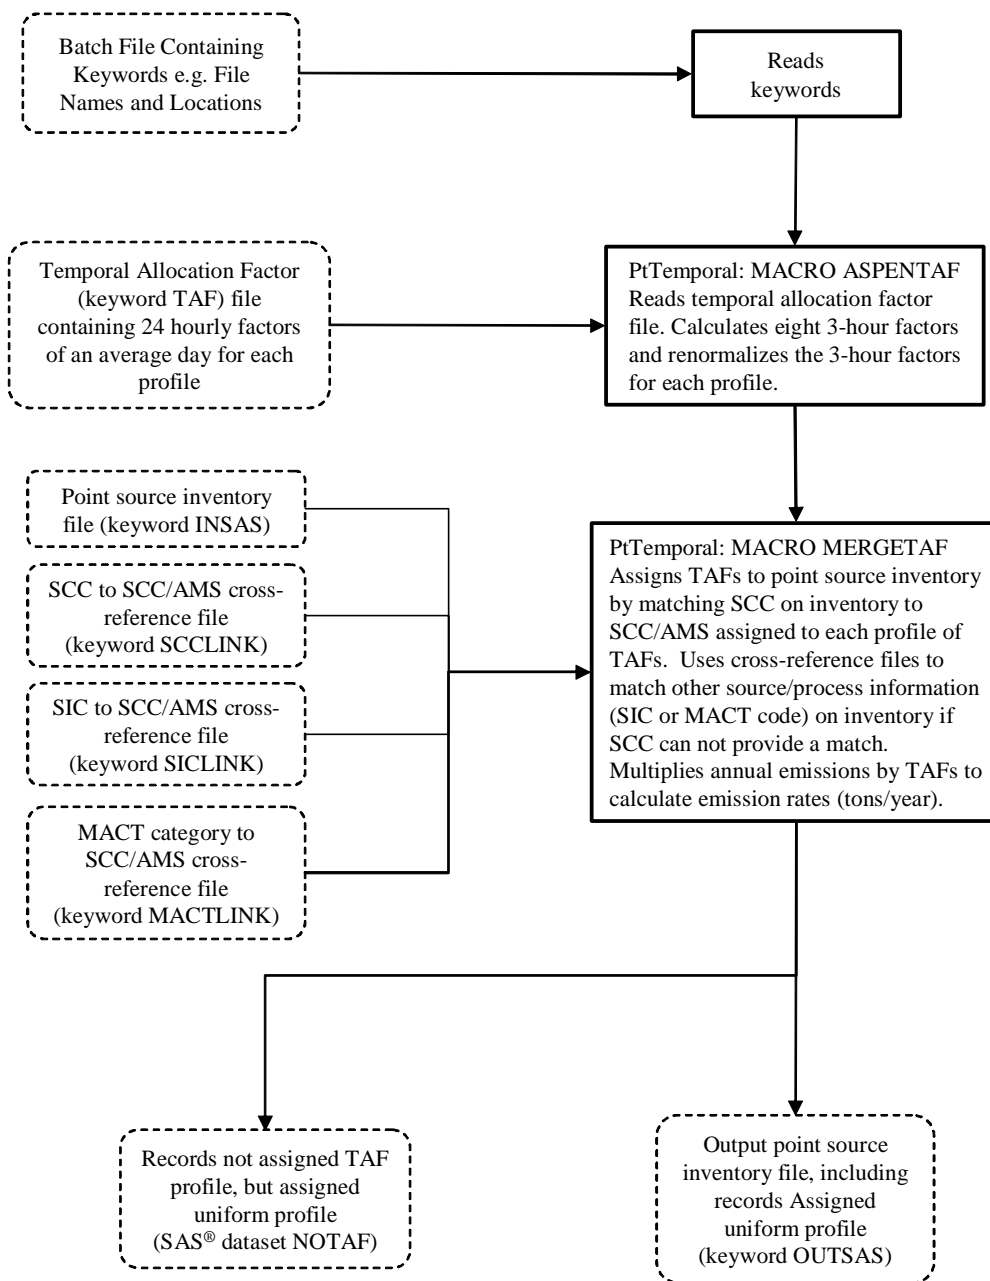 Batch File Containing
Keywords e.g. File
Names and Locations
Reads
keywords
Temporal Allocation Factor
(keyword TAF) file
containing 24 hourly factors
of an average day for each
profile
PtTemporal: MACRO ASPENTAF
Reads temporal allocation factor
file. Calculates eight 3-hour factors
and renormalizes the 3-hour factors
for each profile.
Point source inventory
file (keyword INSAS)
SCC to SCC/AMS cross-
reference file
(keyword SCCLINK)
SIC to SCC/AMS cross-
reference file
(keyword SICLINK)
MACT category to
SCC/AMS cross-
reference file
(keyword MACTLINK)
PtTemporal: MACRO MERGETAF
Assigns TAFs to point source inventory
by matching SCC on inventory to
SCC/AMS assigned to each profile of
TAFs. Uses cross-reference files to
match other source/process information
(SIC or MACT code) on inventory if
SCC can not provide a match.
Multiplies annual emissions by TAFs to
calculate emission rates (tons/year).
Records not assigned TAF
profile, but assigned
uniform profile
(SAS® dataset NOTAF)
Output point source
inventory file, including
records Assigned
uniform profile
(keyword OUTSAS)